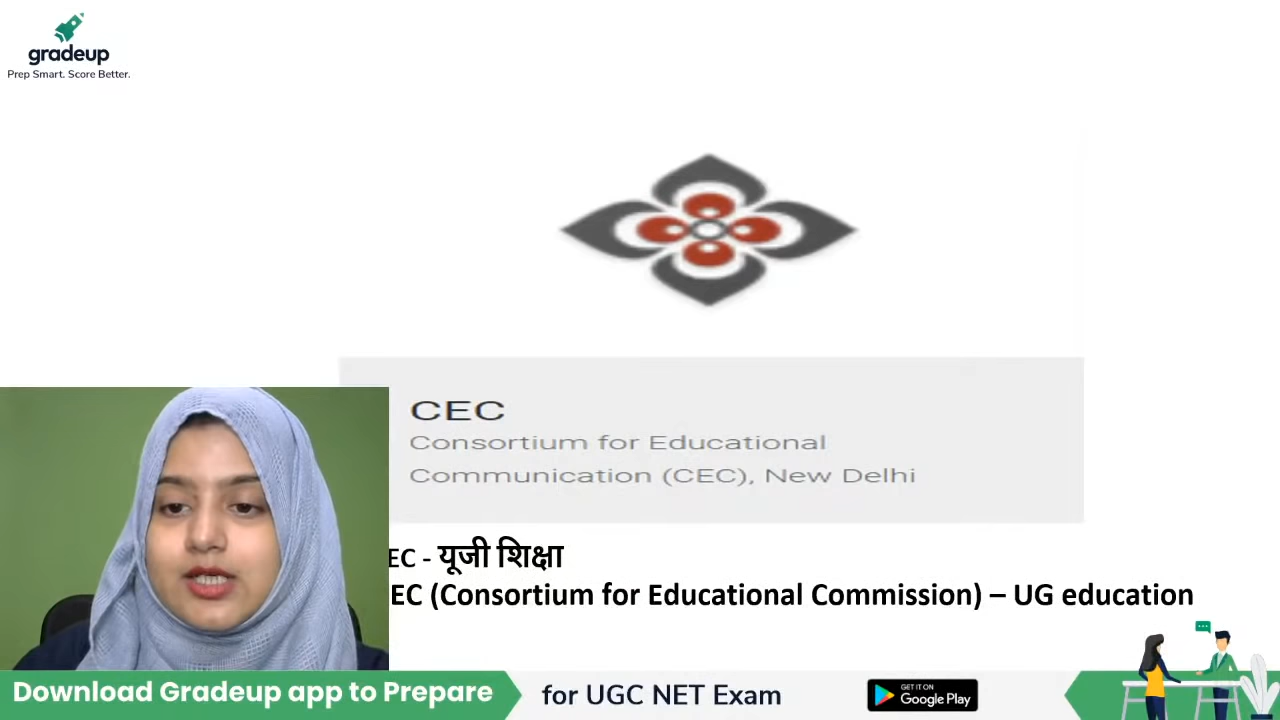 gradeup
Prep Smart. Score Better.
CEC
Consortium for Educational
Communication (CEC), New Delhi
EC - यूजी शिक्षा
EC (Consortium for Educational Commission) – UG education
Download Gradeup app to Prepare
for UGC NET Exam
GET IT ON
Google Play